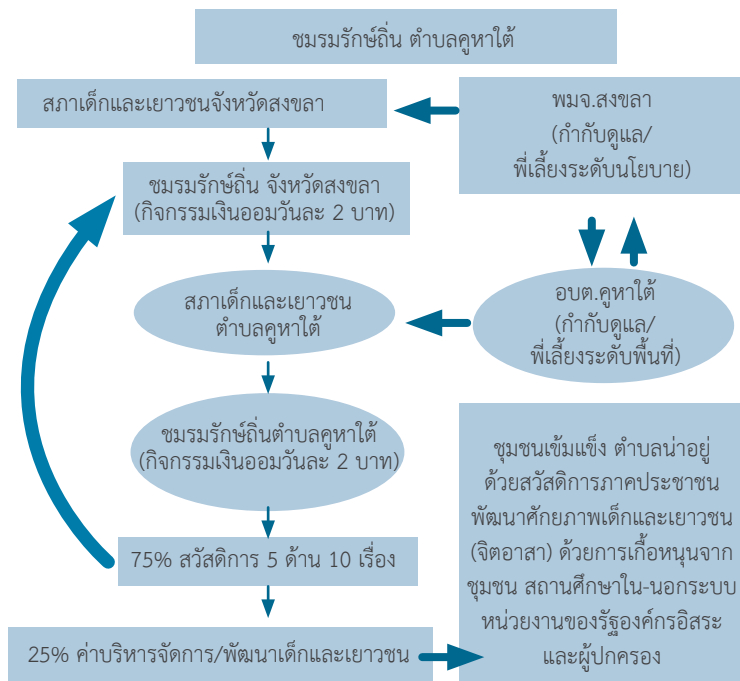 ชมรมรักษ์ถิ่น ตำบลคูหาใต้
สภาเด็กและเยาวชนจังหวัดสงขลา
พมจ.สงขลา
(กำกับดูแล/
พี่เลี้ยงระดับนโยบาย)
ชมรมรักษ์ถิ่น จังหวัดสงขลา
(กิจกรรมเงินออมวันละ 2 บาท)
สภาเด็กและเยาวชน
ตำบลคูหาใต้
อบต.คูหาใต้
(กำกับดูแล/
พี่เลี้ยงระดับพื้นที่)
ชมรมรักษ์ถิ่นตำบลคูหาใต้
(กิจกรรมเงินออมวันละ 2 บาท)
75% สวัสดิการ 5 ด้าน 10 เรื่อง
25% ค่าบริหารจัดการ/พัฒนาเด็กและเยาวชน
ชุมชนเข้มแข็ง ตำบลน่าอยู่
ด้วยสวัสดิการภาคประชาชน
พัฒนาศักยภาพเด็กและเยาวชน
(จิตอาสา) ด้วยการเกื้อหนุนจาก
ชุมชน สถานศึกษาใน-นอกระบบ
หน่วยงานของรัฐองค์กรอิสระ
และผู้ปกครอง